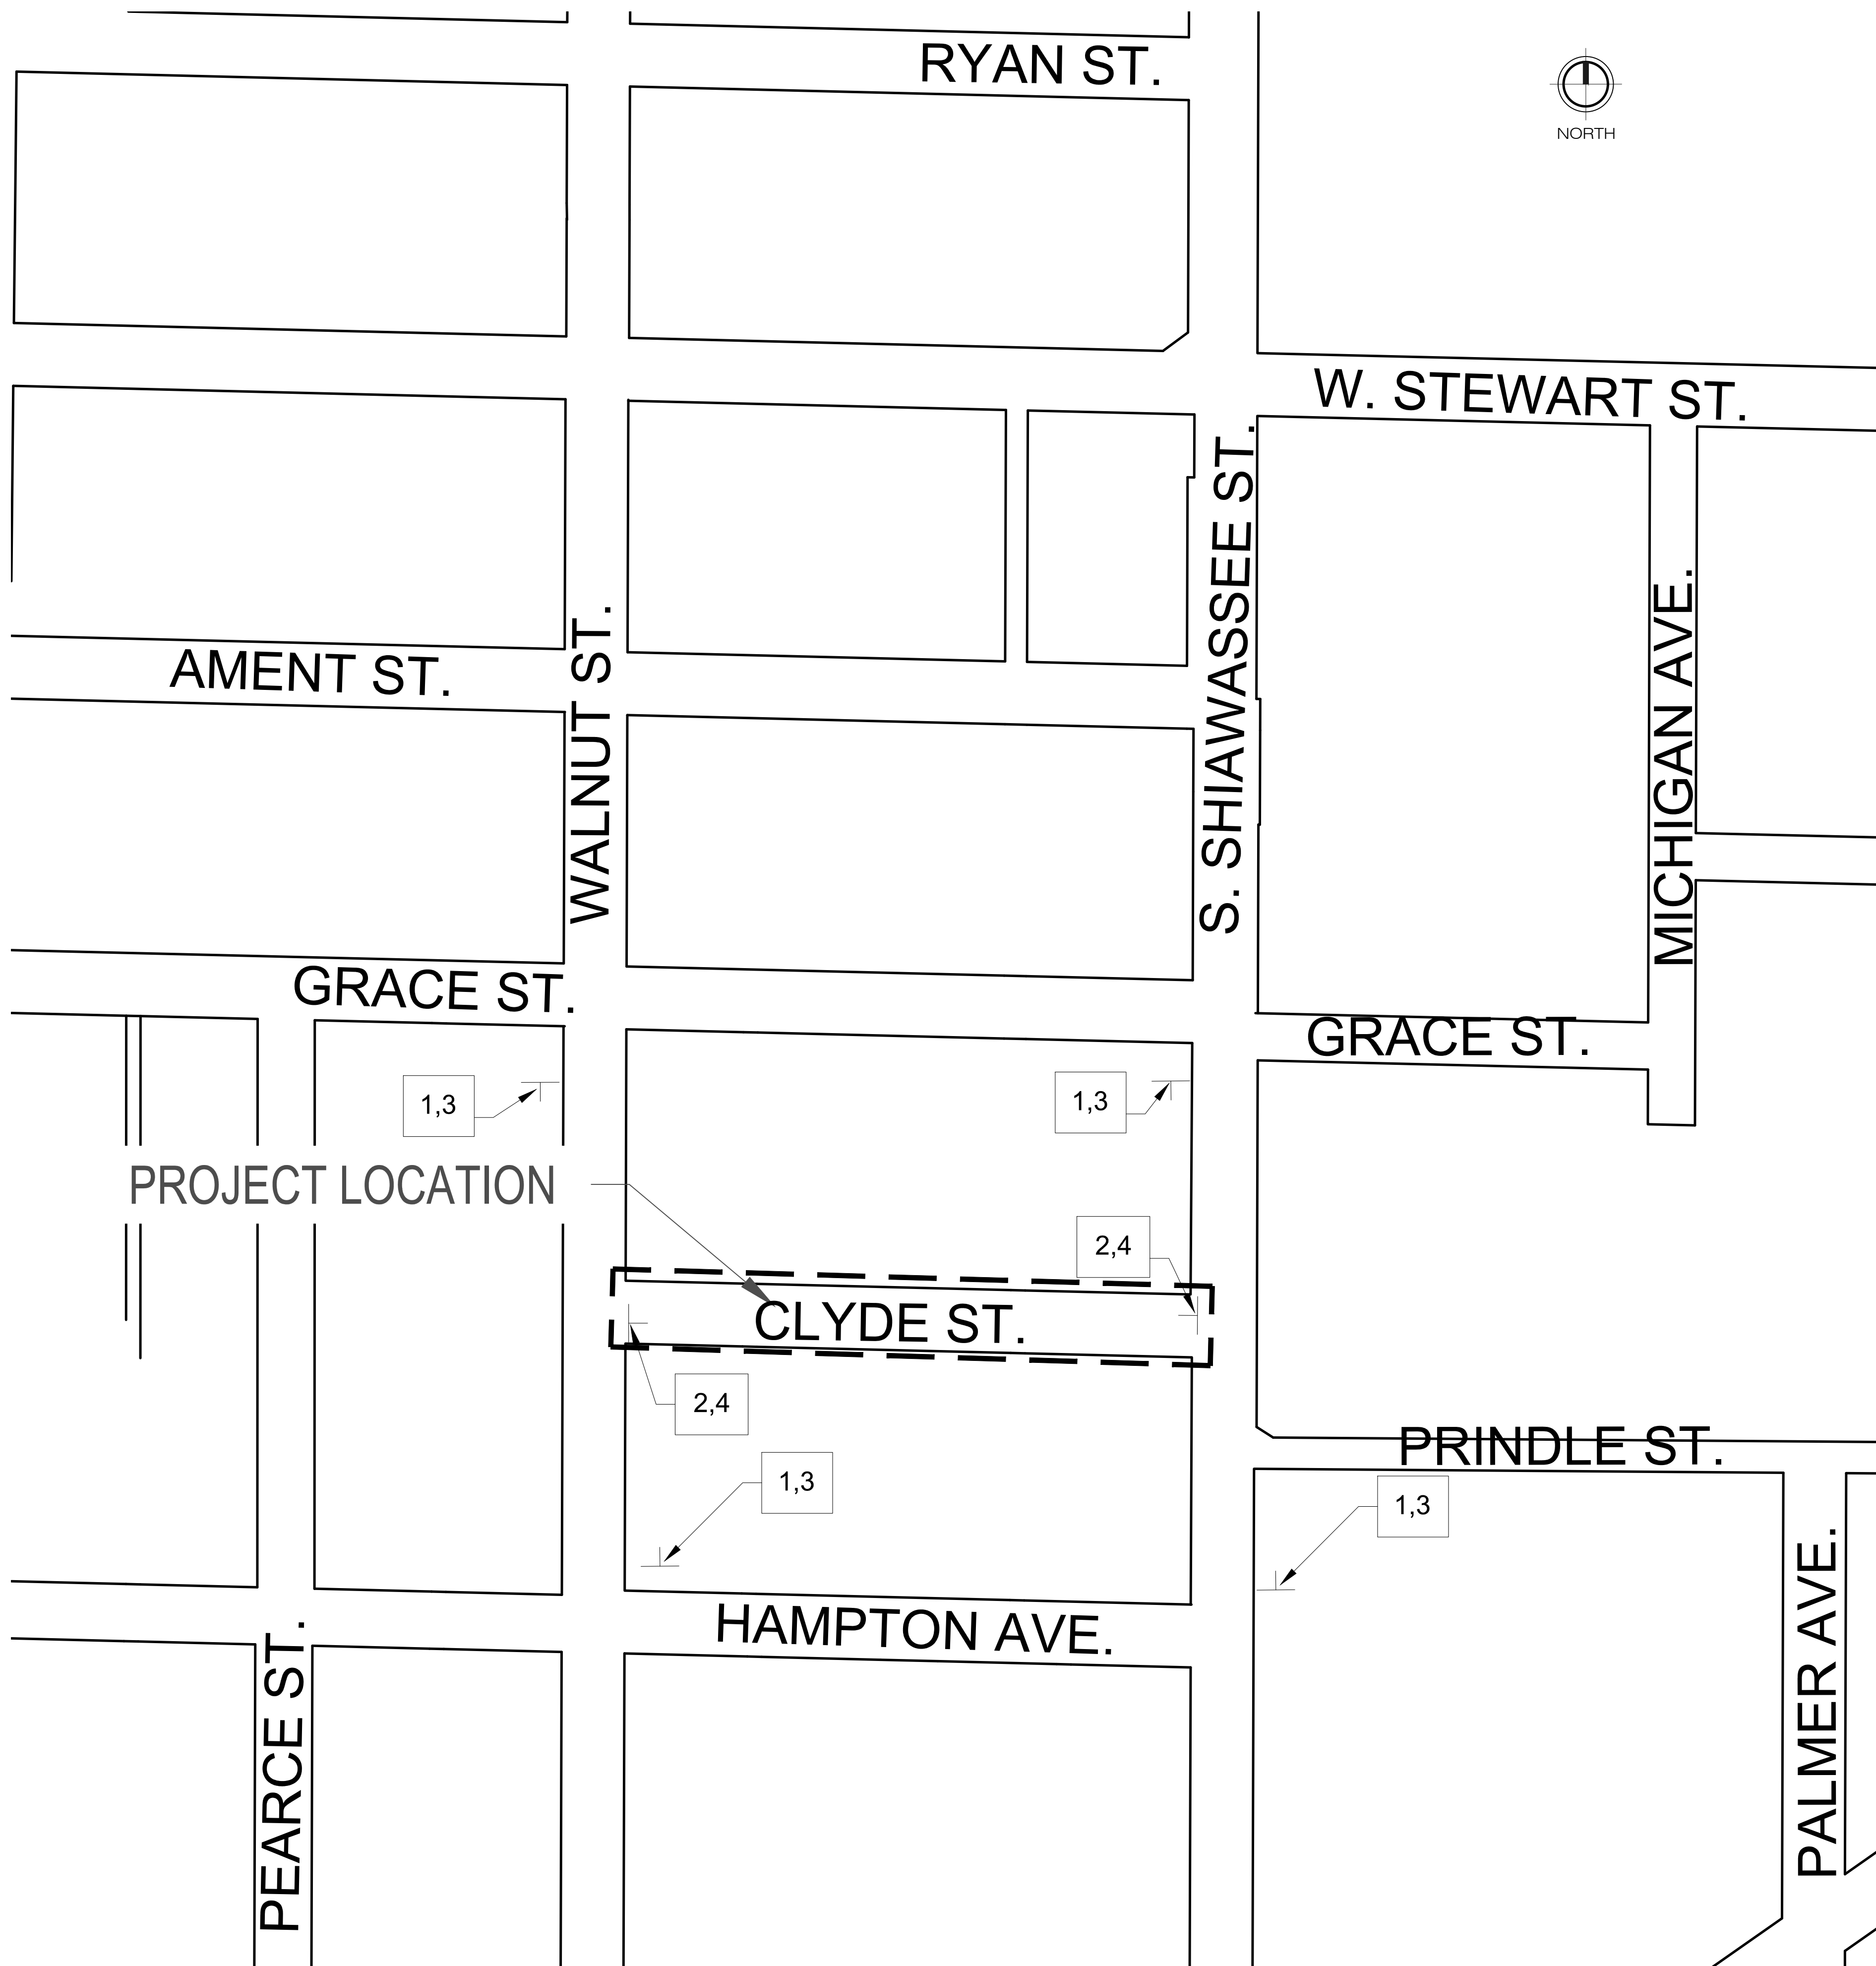 RYAN ST.
NORTH
W. STEWART ST.
S. SHIAWASSEE ST.
MICHIGAN AVE.
AMENT ST.
WALNUT ST.
GRACE ST.
GRACE ST.
1,3
1,3
PROJECT LOCATION
2,4
CLYDE ST.
2,4
PRINDLE ST.
1,3
1,3
HAMPTON AVE.
PEARCE ST.
PALMER AVE.